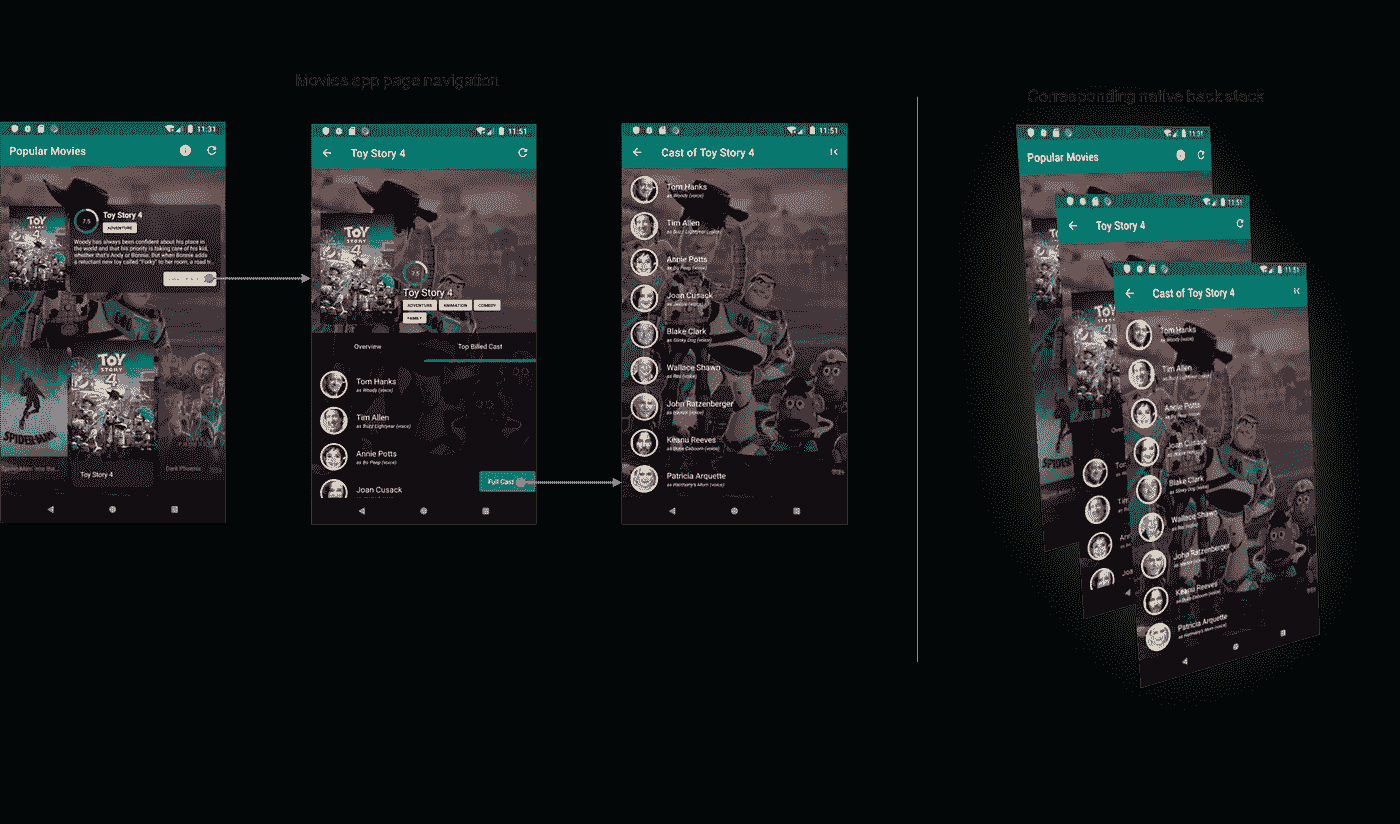 Movies app page navigation
Corresponding native back stack
11:31
Popular Movies
TOY
STORY
4
7.5
Toy Story 4
ADVENTURE
Woody has always been confident about his place in
the world and that his priority is taking care of his kid,
whether that's Andy or Bonnie. But when Bonnie adds
a reluctant new toy called "Forky" to her room, a road tr
TOY
STORY
4
SPIDER-MAN
Toy Story 4
Dark Phoenix
11:51
Toy Story 4
TOY
STORY
7.5
Toy Story 4
ADVENTURE
ANIMATION
COMEDY
FAMILY
Overview
Top Billed Cast
Tom Hanks
as Woody (voice)
Tim Allen
as Buzz Lightyear (voice)
Annie Potts
as Bo Peep (voice)
Joan Cusack
Full Cast
11:51
Cast of Toy Story 4
Tom Hanks
as Woody (voice)
Tim Allen
as Buzz Lightyear (voice)
Annie Potts
as Bo Peep (voice)
Joan Cusack
as Jessie (voice)
Blake Clark
as Slinky Dog (voice)
Wallace Shawn
as Rex (voice)
John Ratzenberger
as Hamm (voice)
Keanu Reeves
as Duke Caboom (voice)
Patricia Arquette
as Harmony's Mom (voice)
11:31
Popular Movies
11:51
Toy Story 4
11:51
Cast of Toy Story 4
Tom Hanks
as Woody (voice)
Tim Allen
as Buzz Lightyear (voice)
Annie Potts
Joan Cusack
as Jessie (voice)
Blake Clark
as Slinky Dog (voice)
Wallace Shawn
as Rex (voice)
John Ratzenberger
as Hamm (voice)
Keanu Reeves
as Duke Caboom (voice)
Patricia Arquette
as Harmony's Mom (voice)